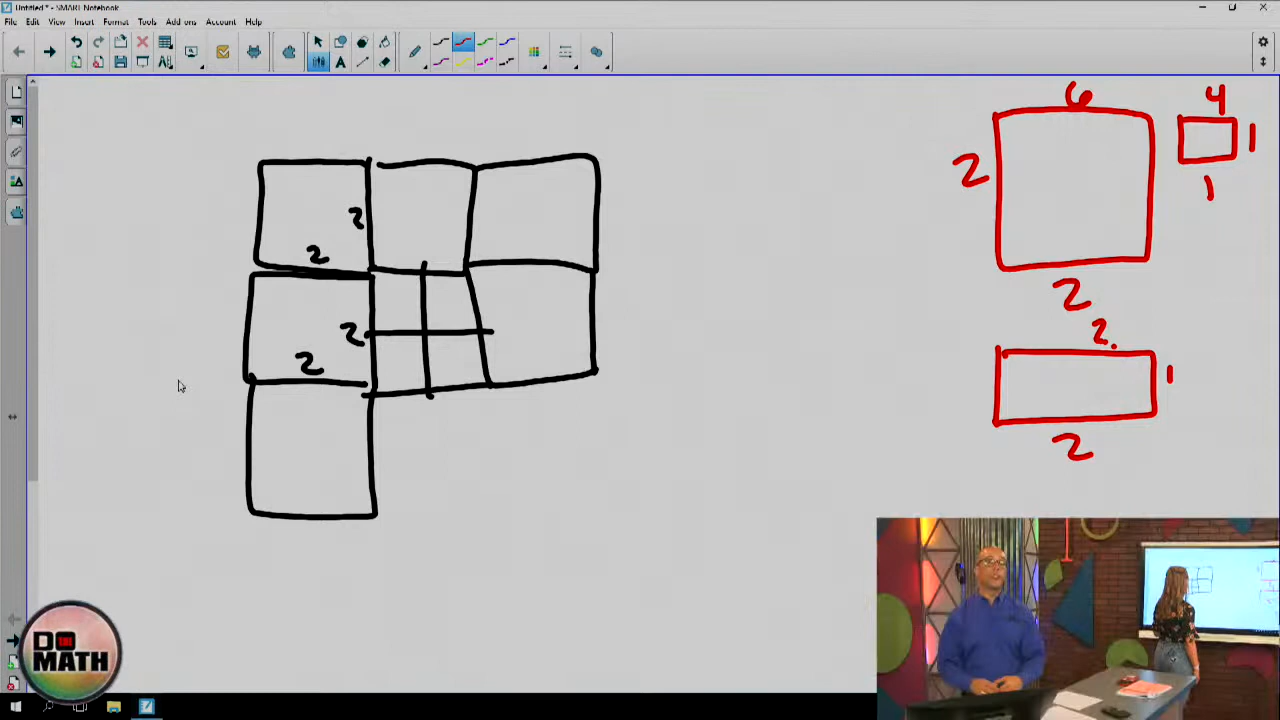 Untitled * - SMART Notebook
File Edit View Insert Format Tools Add-ons Account Help
A
6
4
2
1
1
2
2
2
2
2
2.
1
2
2
DO THE
MATH